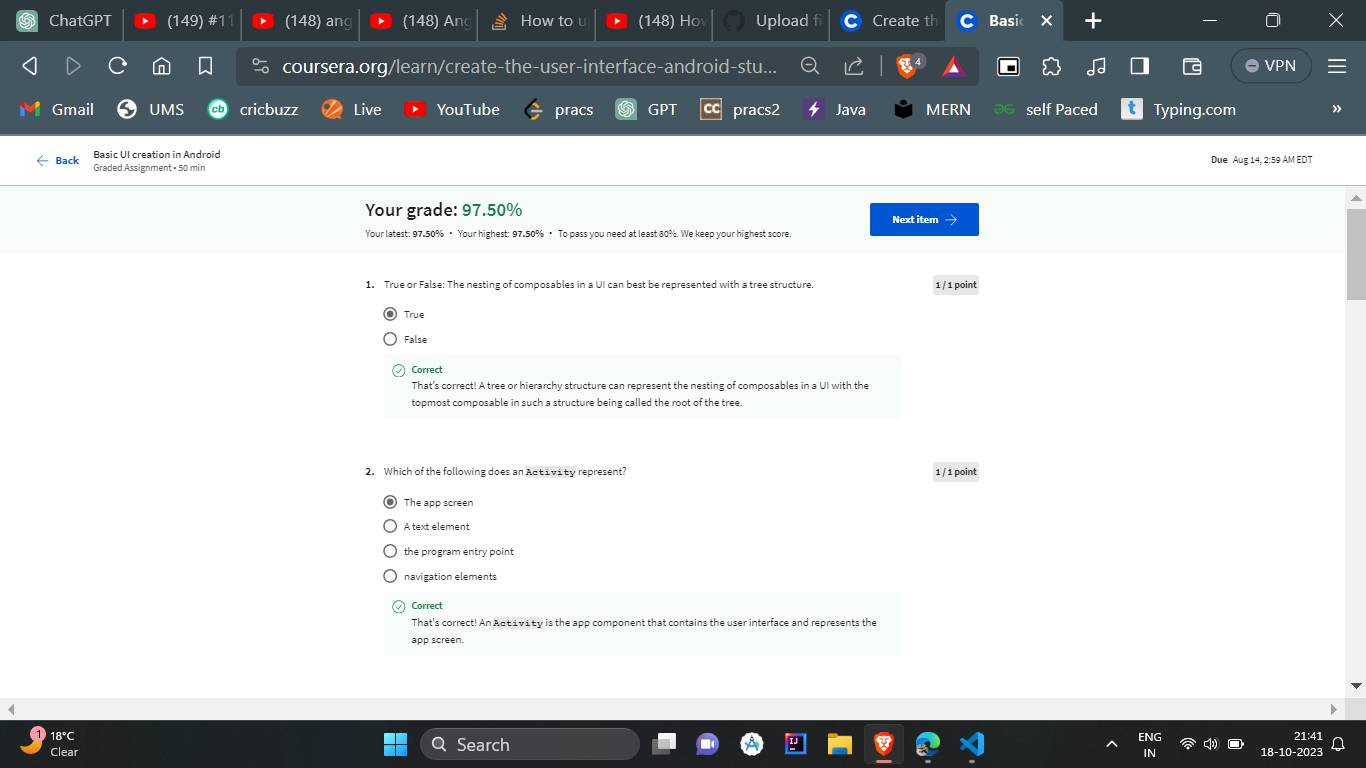 ChatGPT
(149) #11
(148) ang
(148) Ang
How to u
(148) How
Upload fi
Create th
Basic
coursera.org/learn/create-the-user-interface-android-stu...
4
VPN
Gmail
UMS
cb
cricbuzz
Live
YouTube
pracs
GPT
CC
pracs2
Java
MERN
self Paced
t
Typing.com
»
Back
Basic UI creation in Android
Graded Assignment • 50 min
Due Aug 14, 2:59 AM EDT
Your grade: 97.50%
Your latest: 97.50% • Your highest: 97.50% • To pass you need at least 80%. We keep your highest score.
Next item
1. True or False: The nesting of composables in a UI can best be represented with a tree structure.
1 / 1 point
True
False
Correct
That's correct! A tree or hierarchy structure can represent the nesting of composables in a UI with the
topmost composable in such a structure being called the root of the tree.
2. Which of the following does an Activity represent?
1 / 1 point
The app screen
A text element
the program entry point
navigation elements
Correct
That's correct! An Activity is the app component that contains the user interface and represents the
app screen.
1
18°C
Clear
Search
IJ
ENG
IN
21:41
18-10-2023